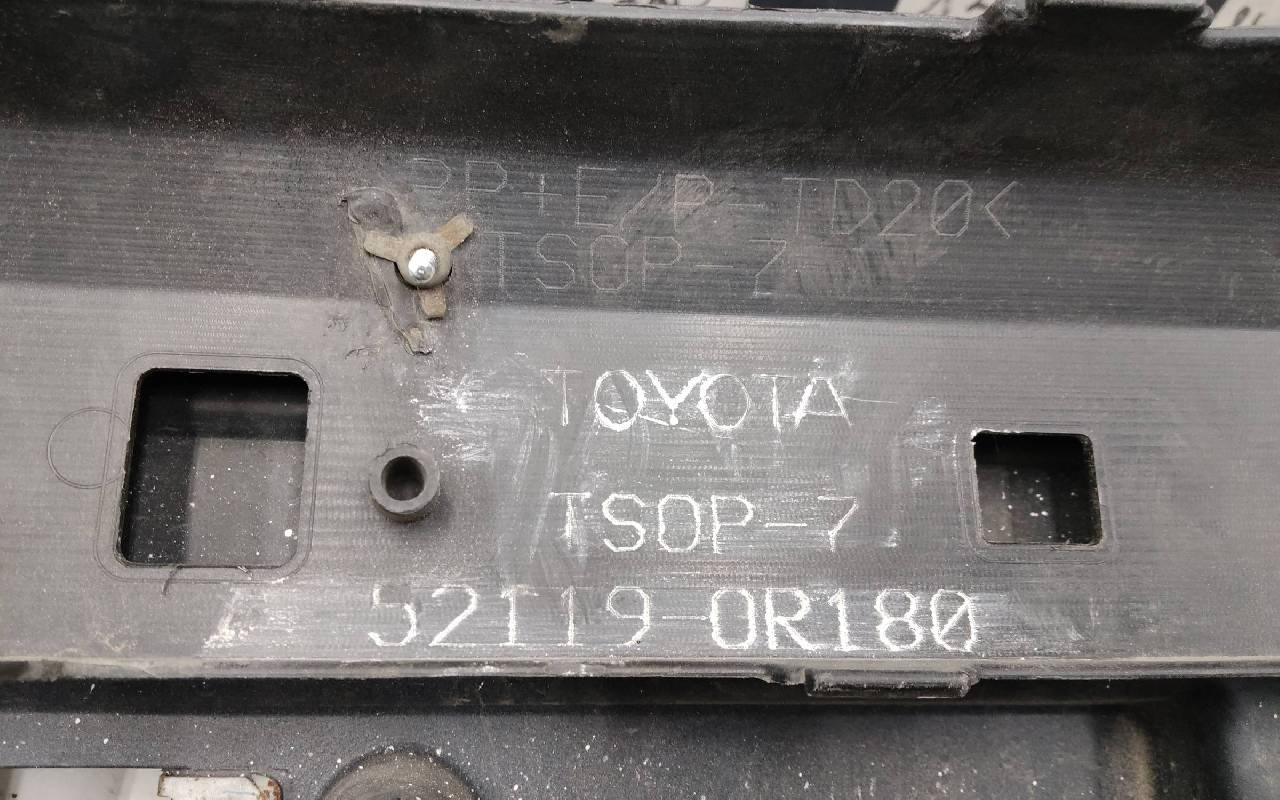 PP+E/P-TD20<
TSOP-7
TOYOTA
TSOP-7
52119-0R180